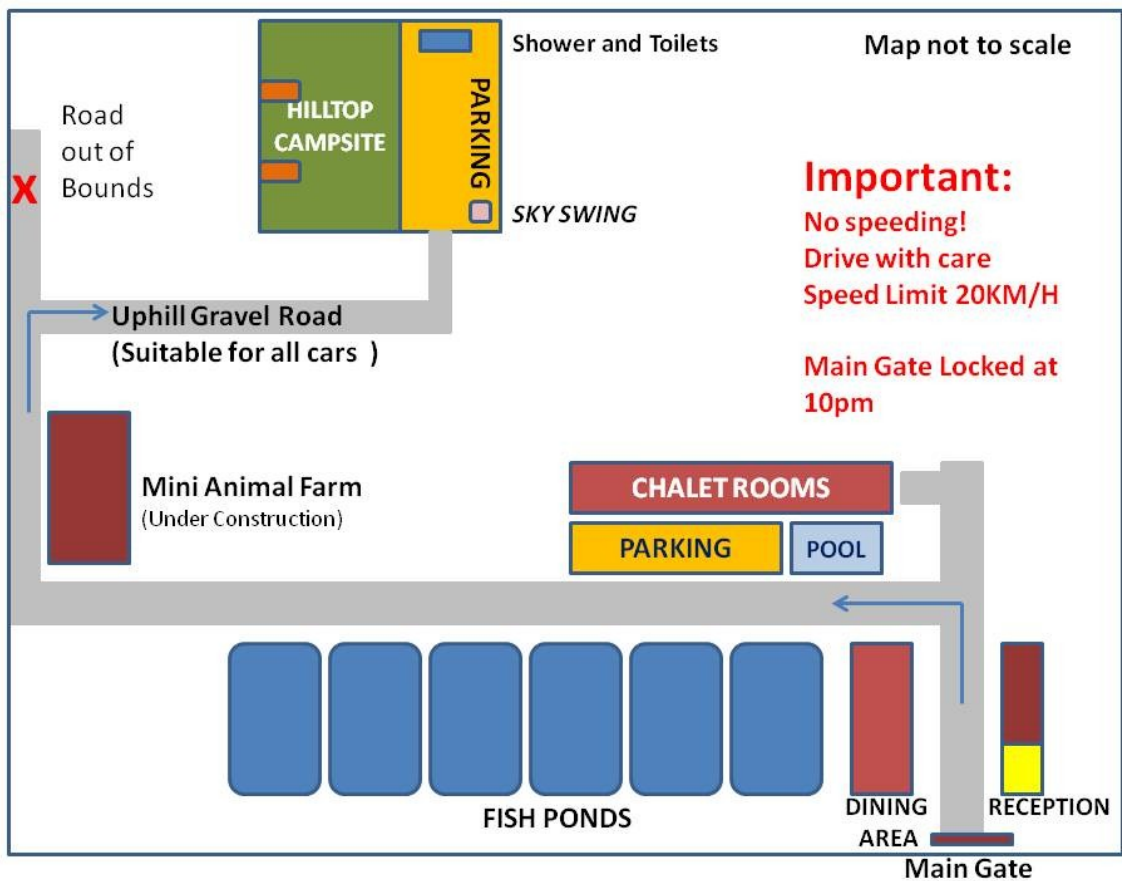 Shower and Toilets
Map not to scale
Road
out of
Bounds
X
HILLTOP
CAMPSITE
PARKING
SKY SWING
Important:
No speeding!
Drive with care
Speed Limit 20KM/H
Main Gate Locked at
10pm
Uphill Gravel Road
(Suitable for all cars )
Mini Animal Farm
(Under Construction)
CHALET ROOMS
PARKING
POOL
FISH PONDS
DINING
AREA
RECEPTION
Main Gate